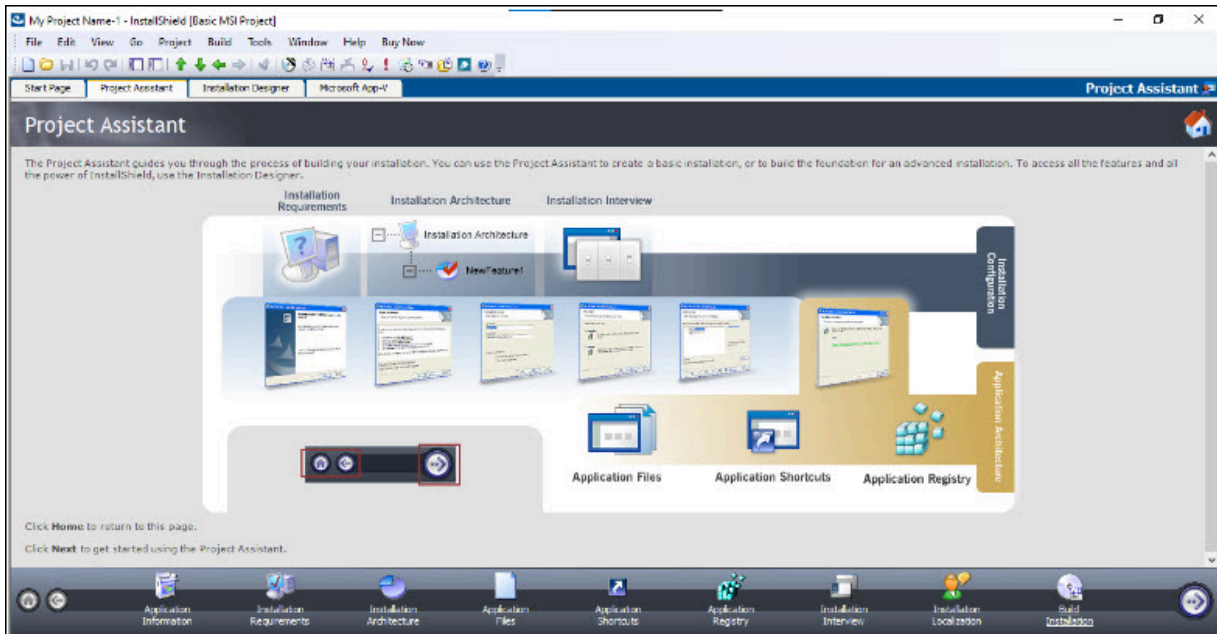 My Project Name-1 - InstallShield [Basic MSI Project]
File Edit View Go Project Build Tools Window Help Buy Now
Start Page Project Assistant Installation Designer Microsoft App-V Project Assistant
Project Assistant
The Project Assistant guides you through the process of building your installation. You can use the Project Assistant to create a basic installation, or to build the foundation for an advanced installation. To access all the features and all
the power of InstallShield, use the Installation Designer.
Installation
Requirements
Installation Architecture
Installation Interview
Installation Architecture
NewFeature1
Installation
Configuration
Application Architecture
Application Files
Application Shortcuts
Application Registry
Click Home to return to this page.
Click Next to get started using the Project Assistant.
Application
Information
Installation
Requirements
Installation
Architecture
Application
Files
Application
Shortcuts
Application
Registry
Installation
Interview
Installation
Localization
Build
Installation